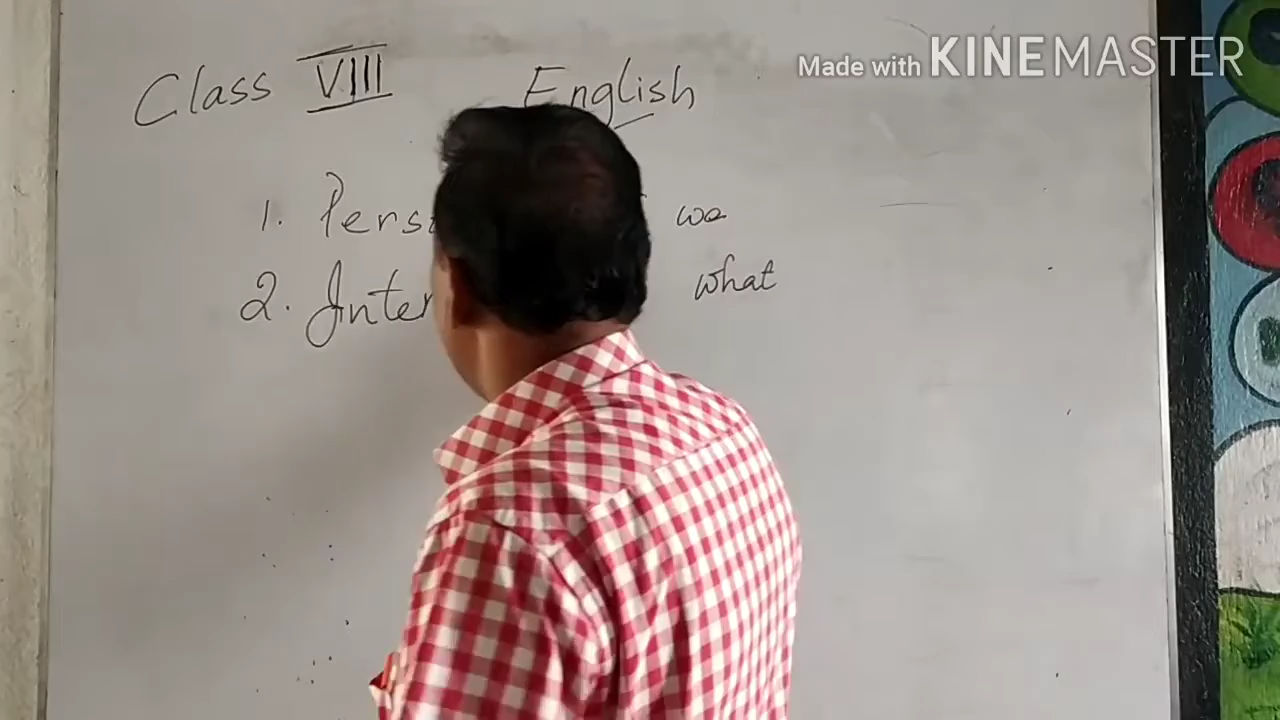 Made with KINEMASTER
Class VIII English
1. Pers we
2. Inter what